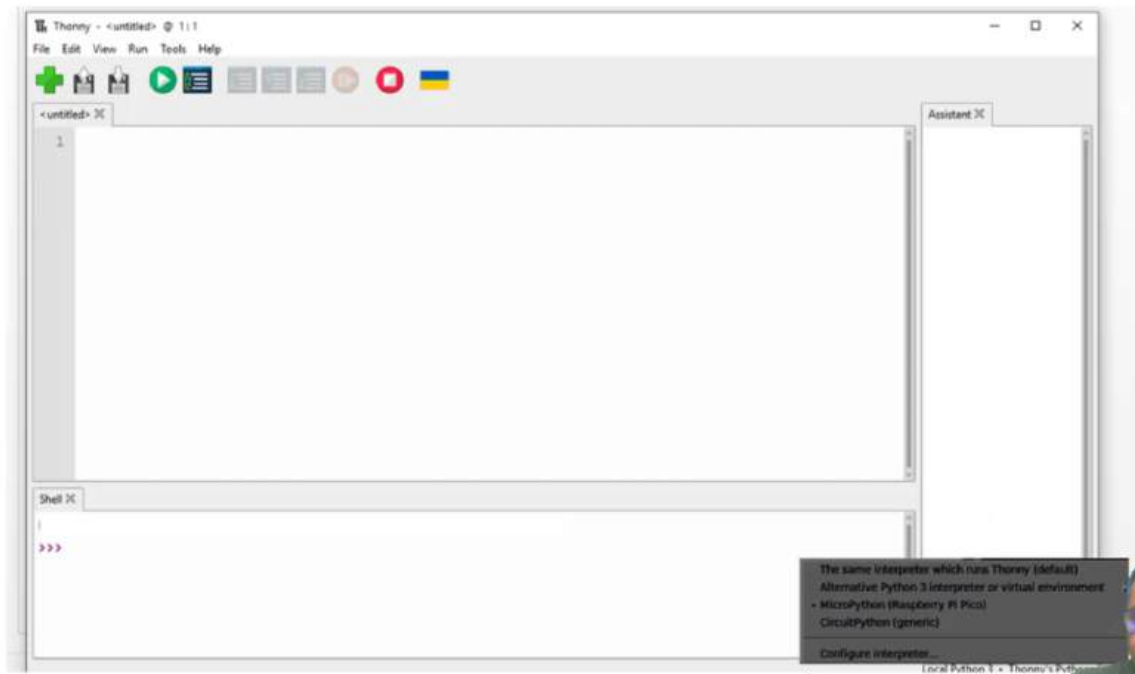 Thonny - <untitled> @ 1:1
File Edit View Run Tools Help
<untitled>
Assistant
1
Shell
>>>
The same interpreter which runs Thonny (default)
Alternative Python 3 interpreter or virtual environment
• MicroPython (Raspberry Pi Pico)
CircuitPython (generic)
Configure interpreter...
Local Python 3 • Thonny's Python